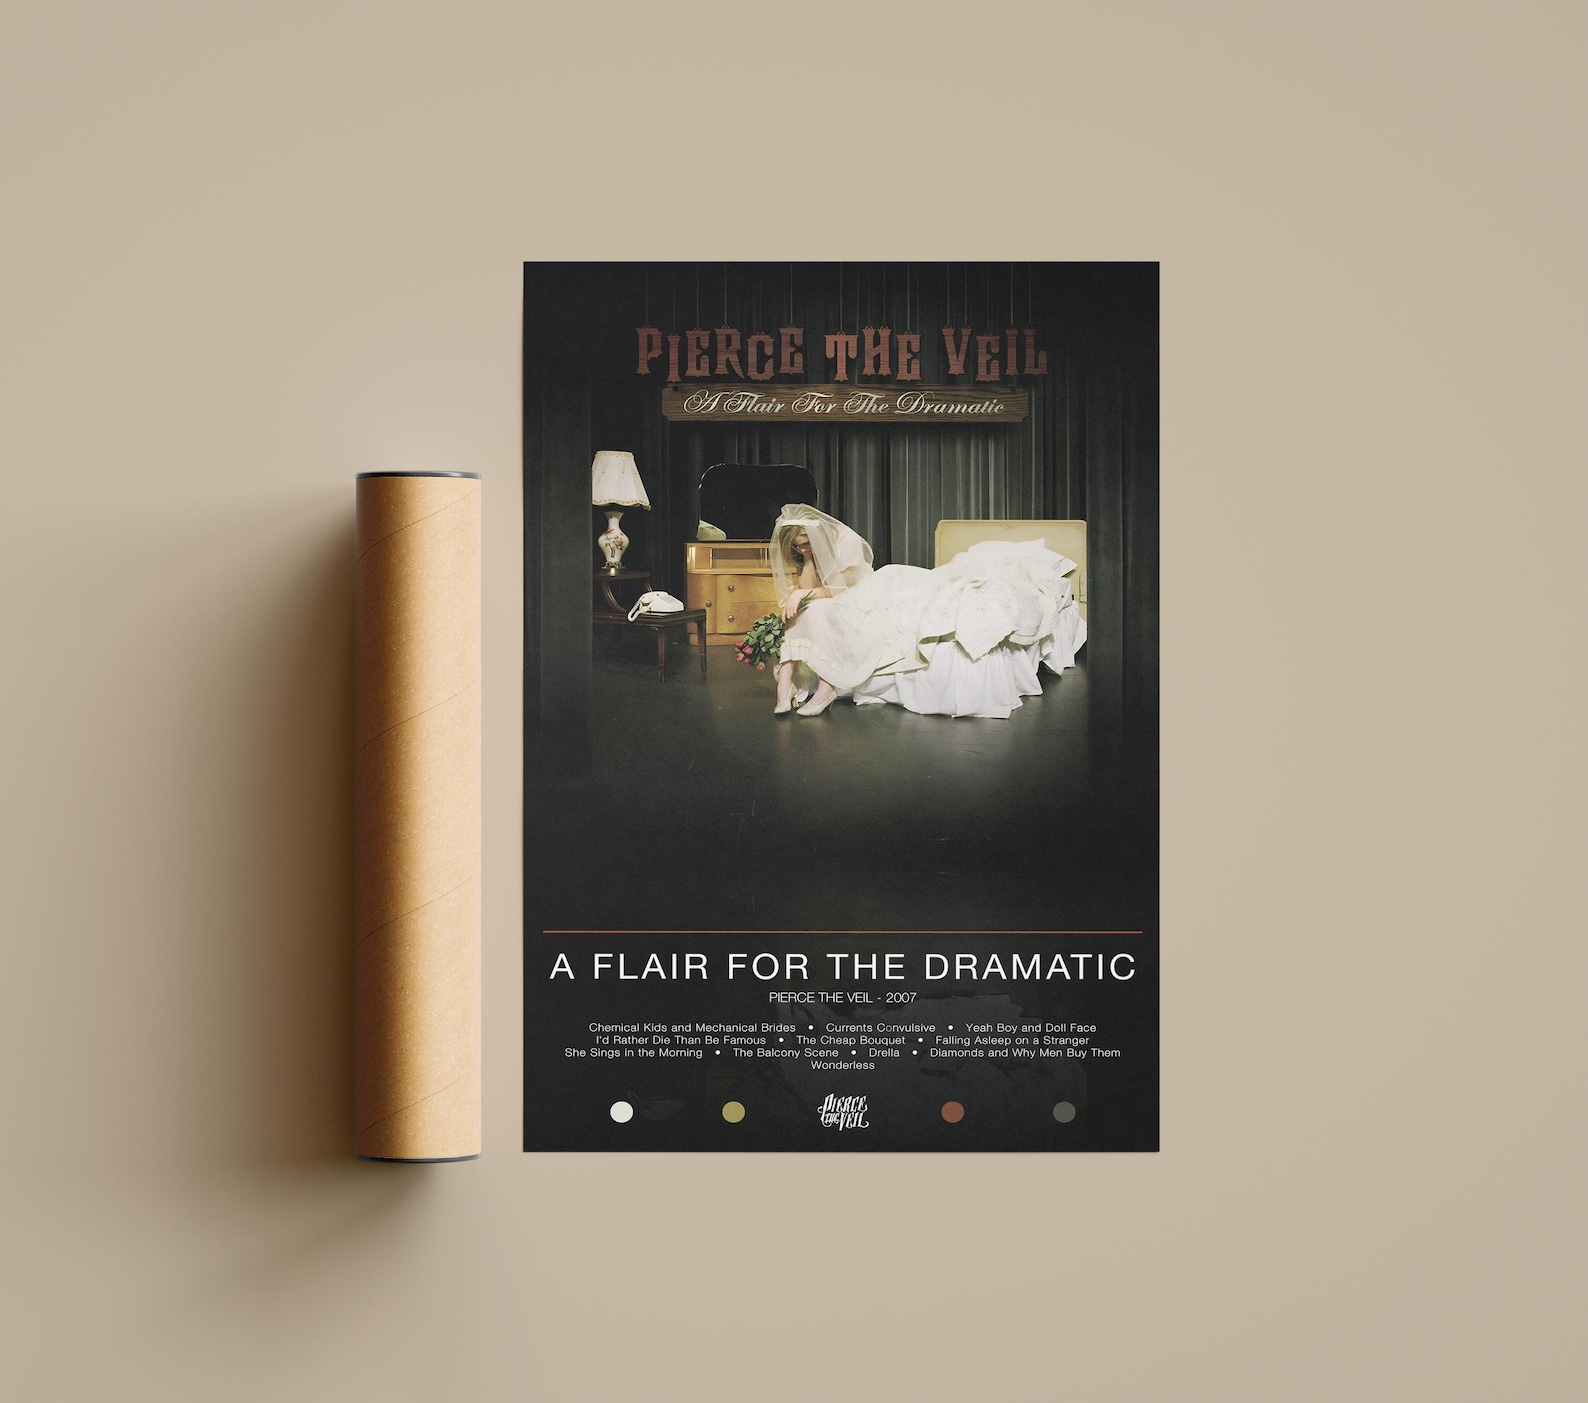 PIERCE THE VEIL
A Flair For The Dramatic
A FLAIR FOR THE DRAMATIC
PIERCE THE VEIL - 2007
Chemical Kids and Mechanical Brides • Currents Convulsive • Yeah Boy and Doll Face
I'd Rather Die Than Be Famous • The Cheap Bouquet • Falling Asleep on a Stranger
She Sings in the Morning • The Balcony Scene • Drella • Diamonds and Why Men Buy Them
Wonderless
PIERCE
THE VEIL